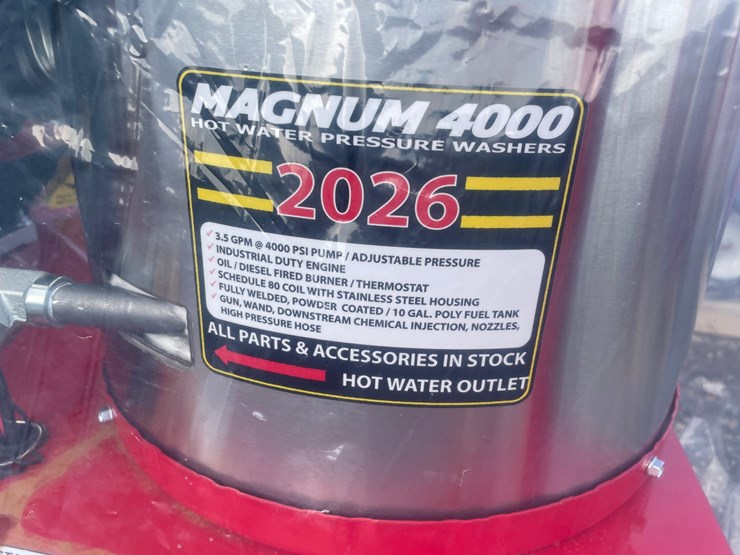 MAGNUM 4000
HOT WATER PRESSURE WASHERS
2026
✓ 3.5 GPM @ 4000 PSI PUMP / ADJUSTABLE PRESSURE
✓ INDUSTRIAL DUTY ENGINE
✓ OIL / DIESEL FIRED BURNER / THERMOSTAT
✓ SCHEDULE 80 COIL WITH STAINLESS STEEL HOUSING
✓ FULLY WELDED, POWDER COATED / 10 GAL. POLY FUEL TANK
✓ GUN, WAND, DOWNSTREAM CHEMICAL INJECTION, NOZZLES,
HIGH PRESSURE HOSE
ALL PARTS & ACCESSORIES IN STOCK
HOT WATER OUTLET